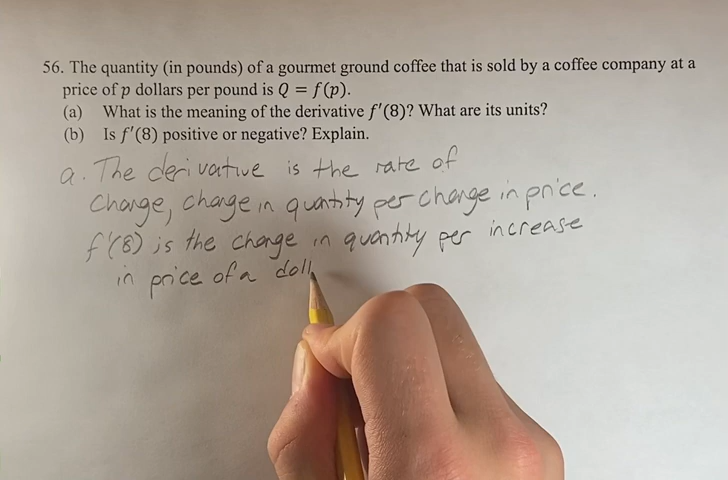 56. The quantity (in pounds) of a gourmet ground coffee that is sold by a coffee company at a
price of p dollars per pound is Q = f(p).
(a) What is the meaning of the derivative f′(8)? What are its units?
(b) Is f′(8) positive or negative? Explain.
a. The derivative is the rate of
change, change in quantity per change in price.
f'(8) is the change in quantity per increase
in price of a doll